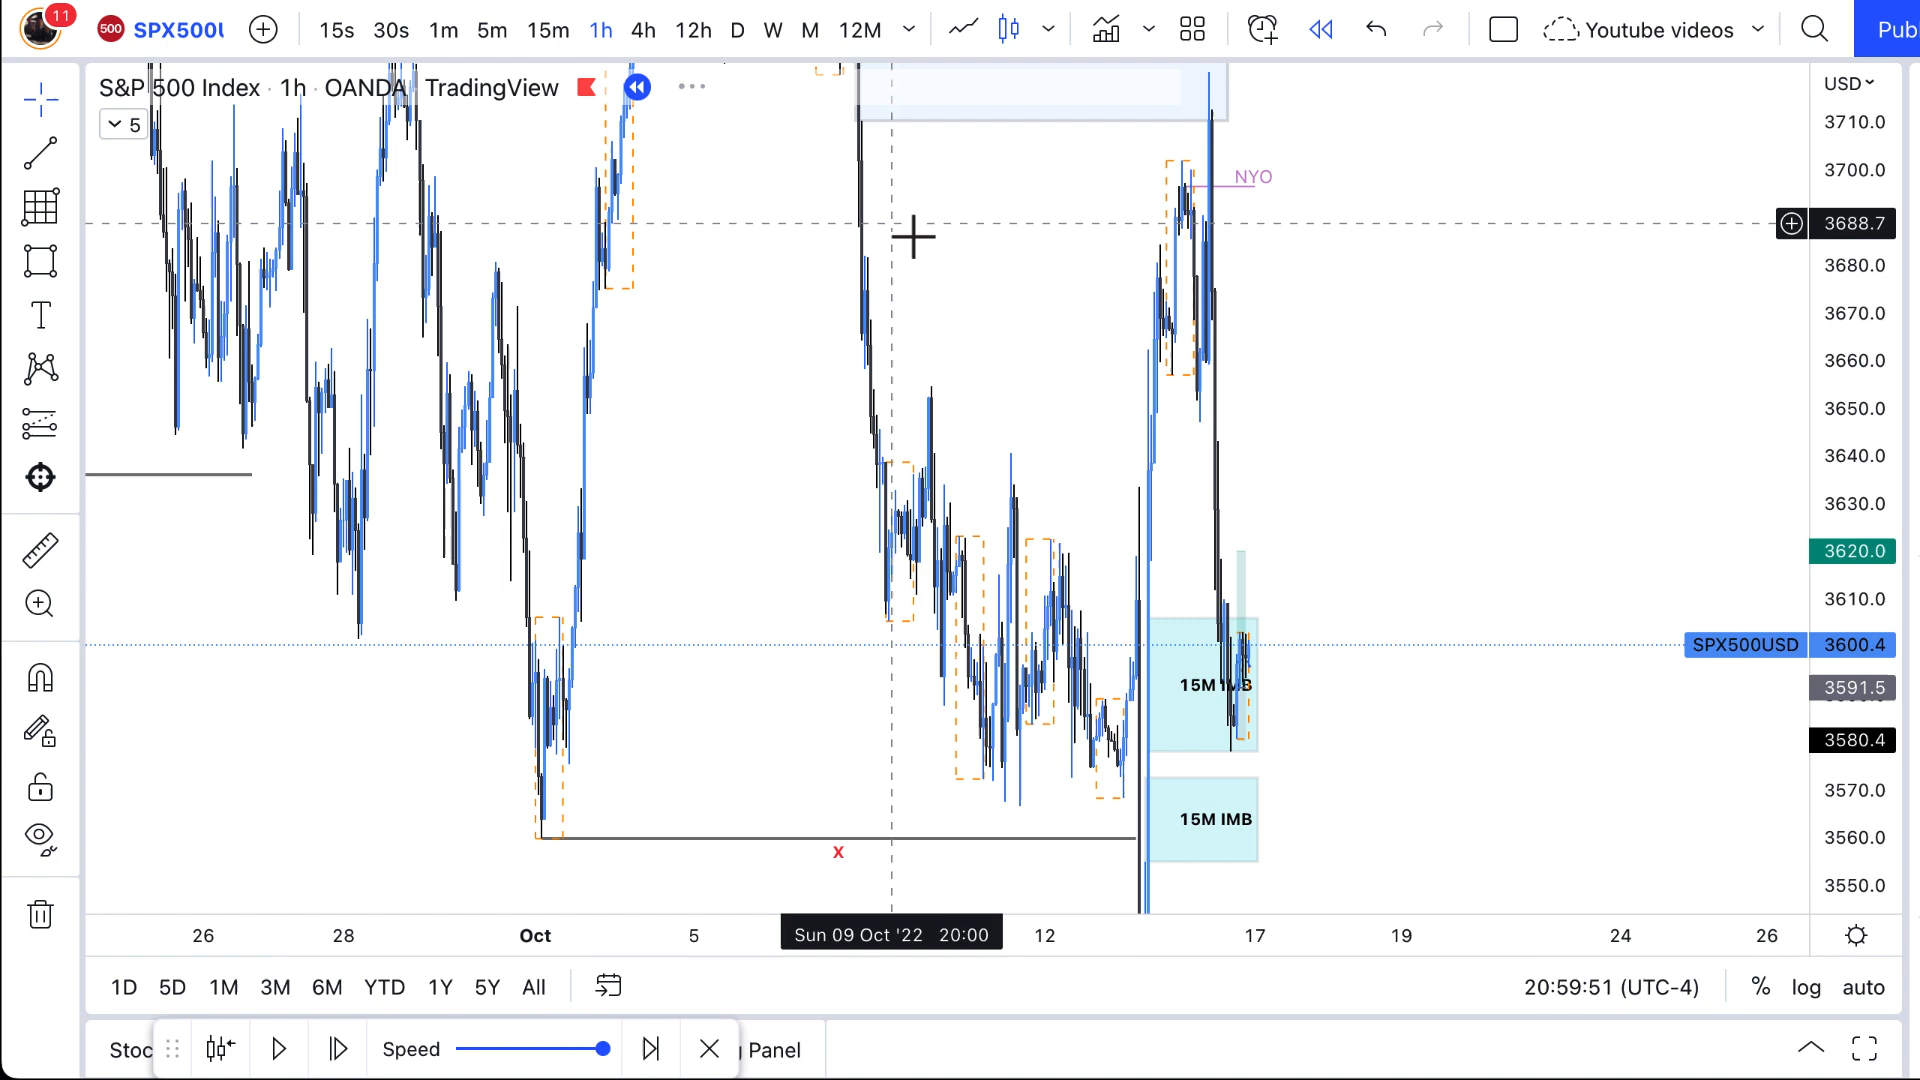 11
500 SPX500U 15s 30s 1m 5m 15m 1h 4h 12h D W M 12M Youtube videos Publ
S&P 500 Index · 1h · OANDA TradingView
5
USD
3710.0
3700.0
NYO
3688.7
3680.0
3670.0
3660.0
3650.0
3640.0
3630.0
3620.0
3610.0
SPX500USD 3600.4
15M IMB
3591.5
3580.4
3570.0
15M IMB
3560.0
X
3550.0
26 28 Oct 5 Sun 09 Oct '22 20:00 12 17 19 24 26
1D 5D 1M 3M 6M YTD 1Y 5Y All 20:59:51 (UTC-4) % log auto
Stoc Speed Panel
T